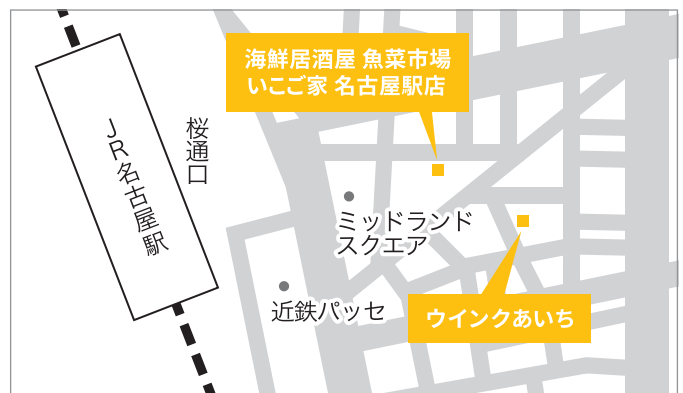 海鮮居酒屋 魚菜市場
いこご家 名古屋駅店
桜通口
JR名古屋駅
ミッドランド
スクエア
近鉄パッセ
ウインクあいち